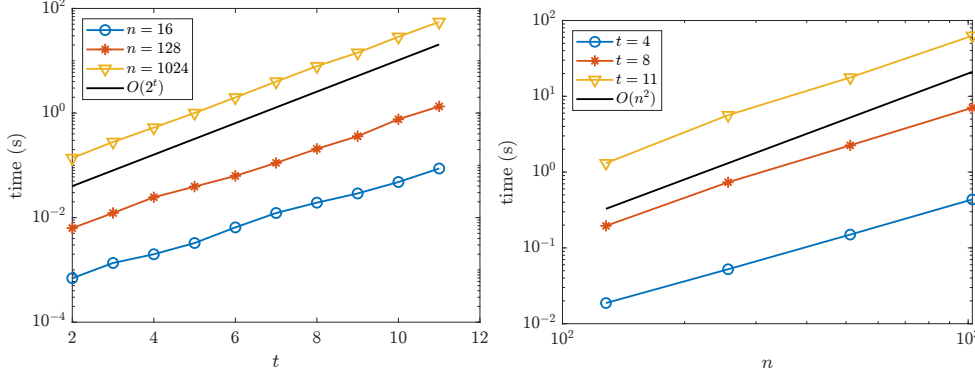 n = 16
n = 128
n = 1024
O(2^t)
10^2
10^0
10^-2
10^-4
time (s)
2
4
6
8
10
12
t
t = 4
t = 8
t = 11
O(n^2)
10^2
10^1
10^0
10^-1
10^-2
time (s)
10^2
n